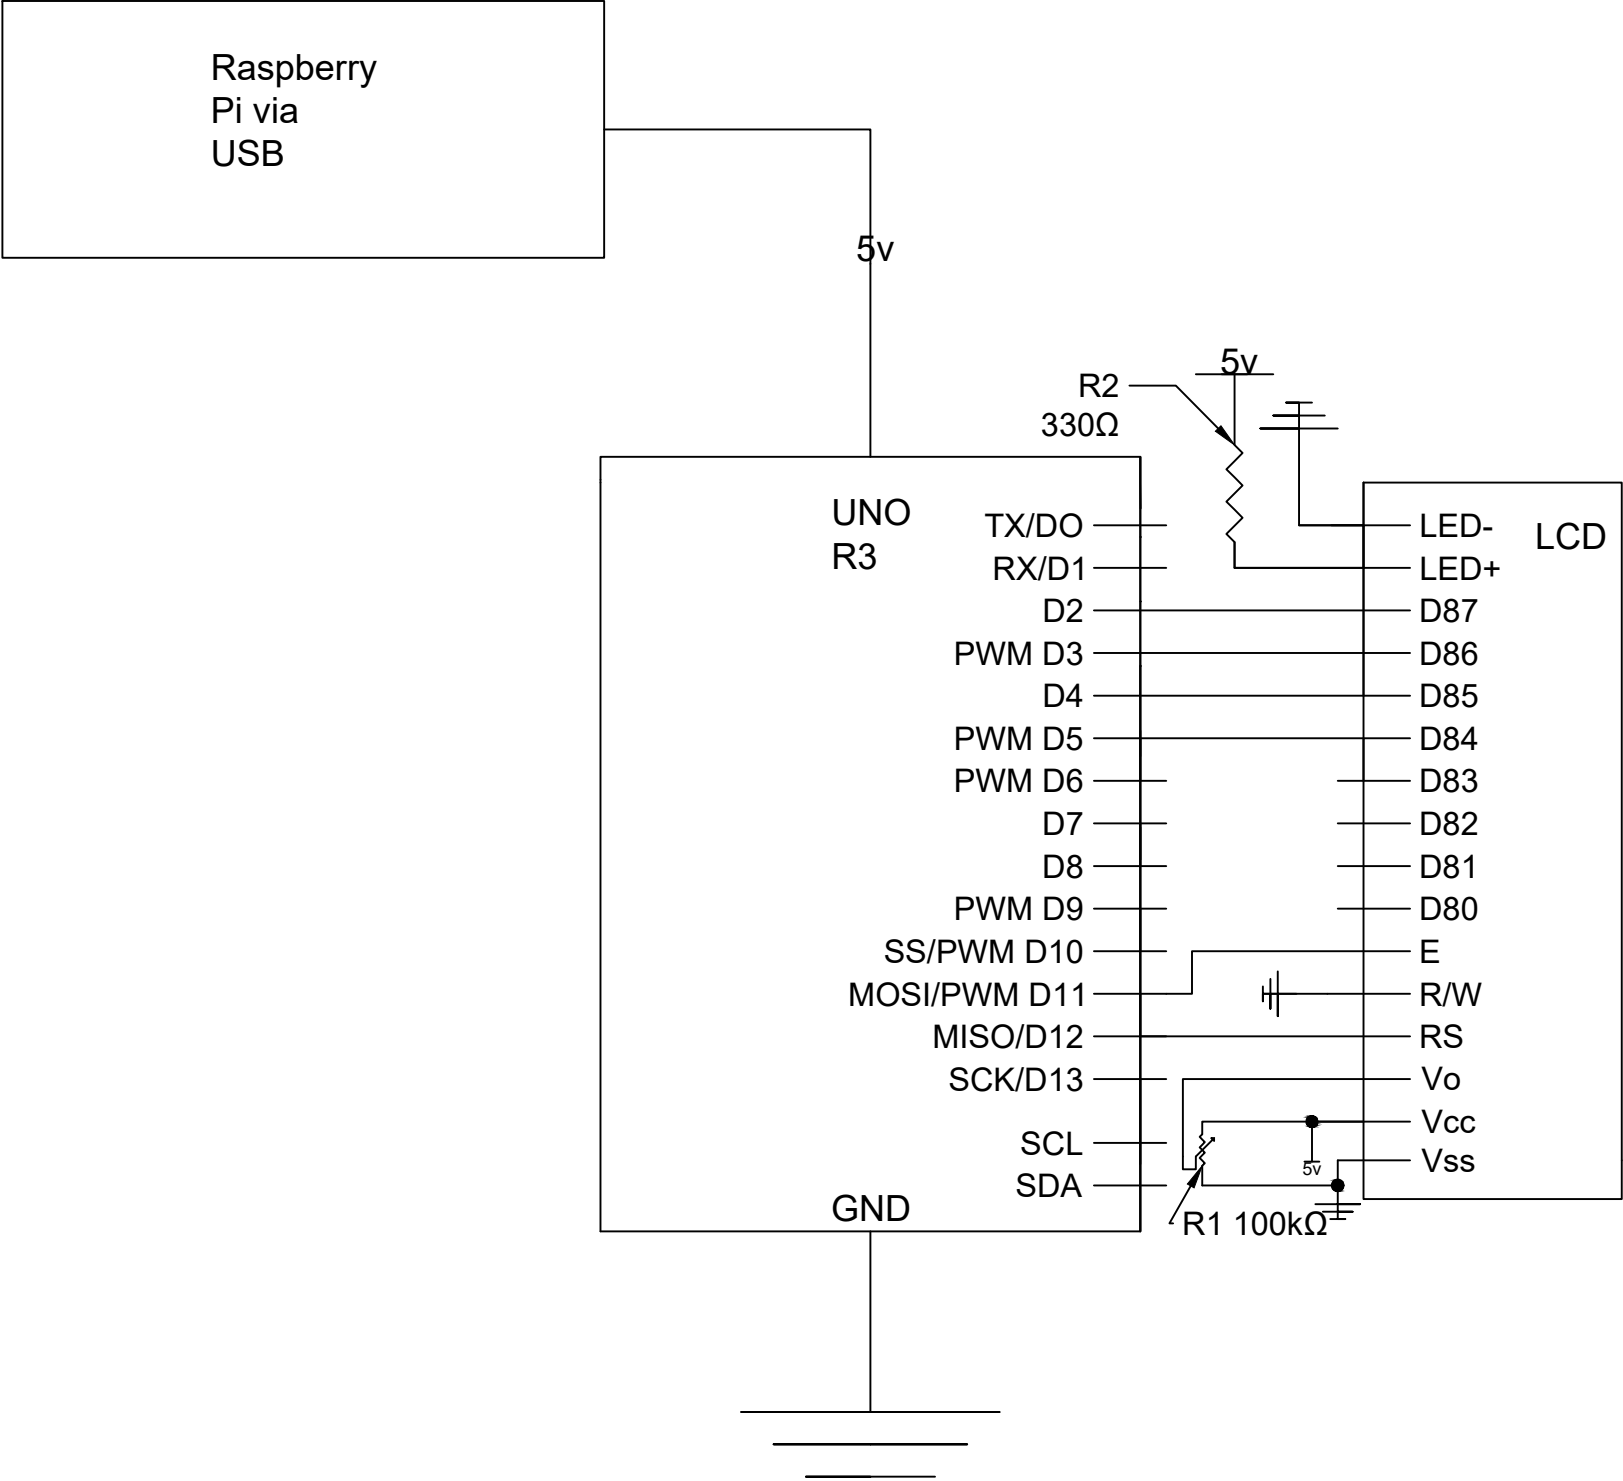 Raspberry
Pi via
USB
5v
5v
R2
330Ω
UNO
R3
TX/DO
RX/D1
D2
PWM D3
D4
PWM D5
PWM D6
D7
D8
PWM D9
SS/PWM D10
MOSI/PWM D11
MISO/D12
SCK/D13
SCL
SDA
GND
LCD
LED-
LED+
D87
D86
D85
D84
D83
D82
D81
D80
E
R/W
RS
Vo
Vcc
Vss
5v
R1 100kΩ